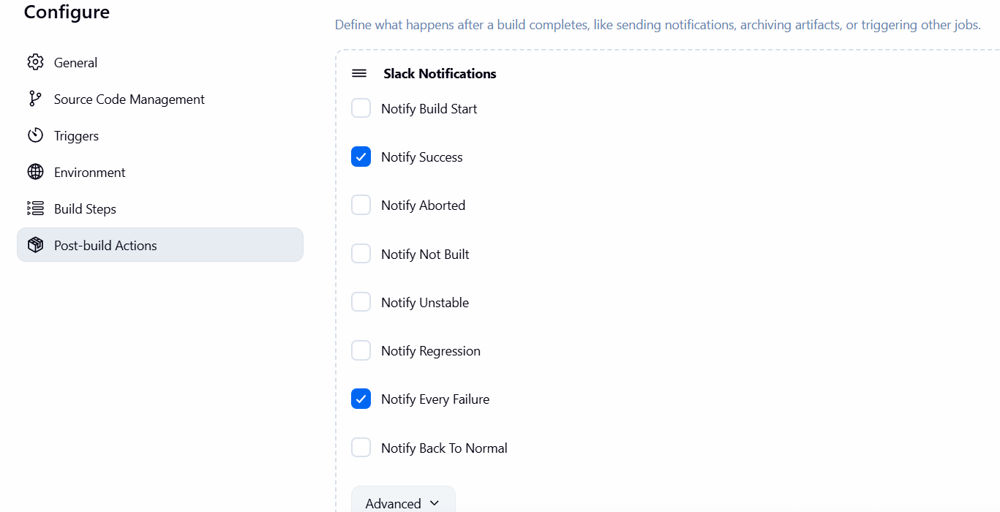 Configure
General
Source Code Management
Triggers
Environment
Build Steps
Post-build Actions
Define what happens after a build completes, like sending notifications, archiving artifacts, or triggering other jobs.
Slack Notifications
Notify Build Start
Notify Success
Notify Aborted
Notify Not Built
Notify Unstable
Notify Regression
Notify Every Failure
Notify Back To Normal
Advanced